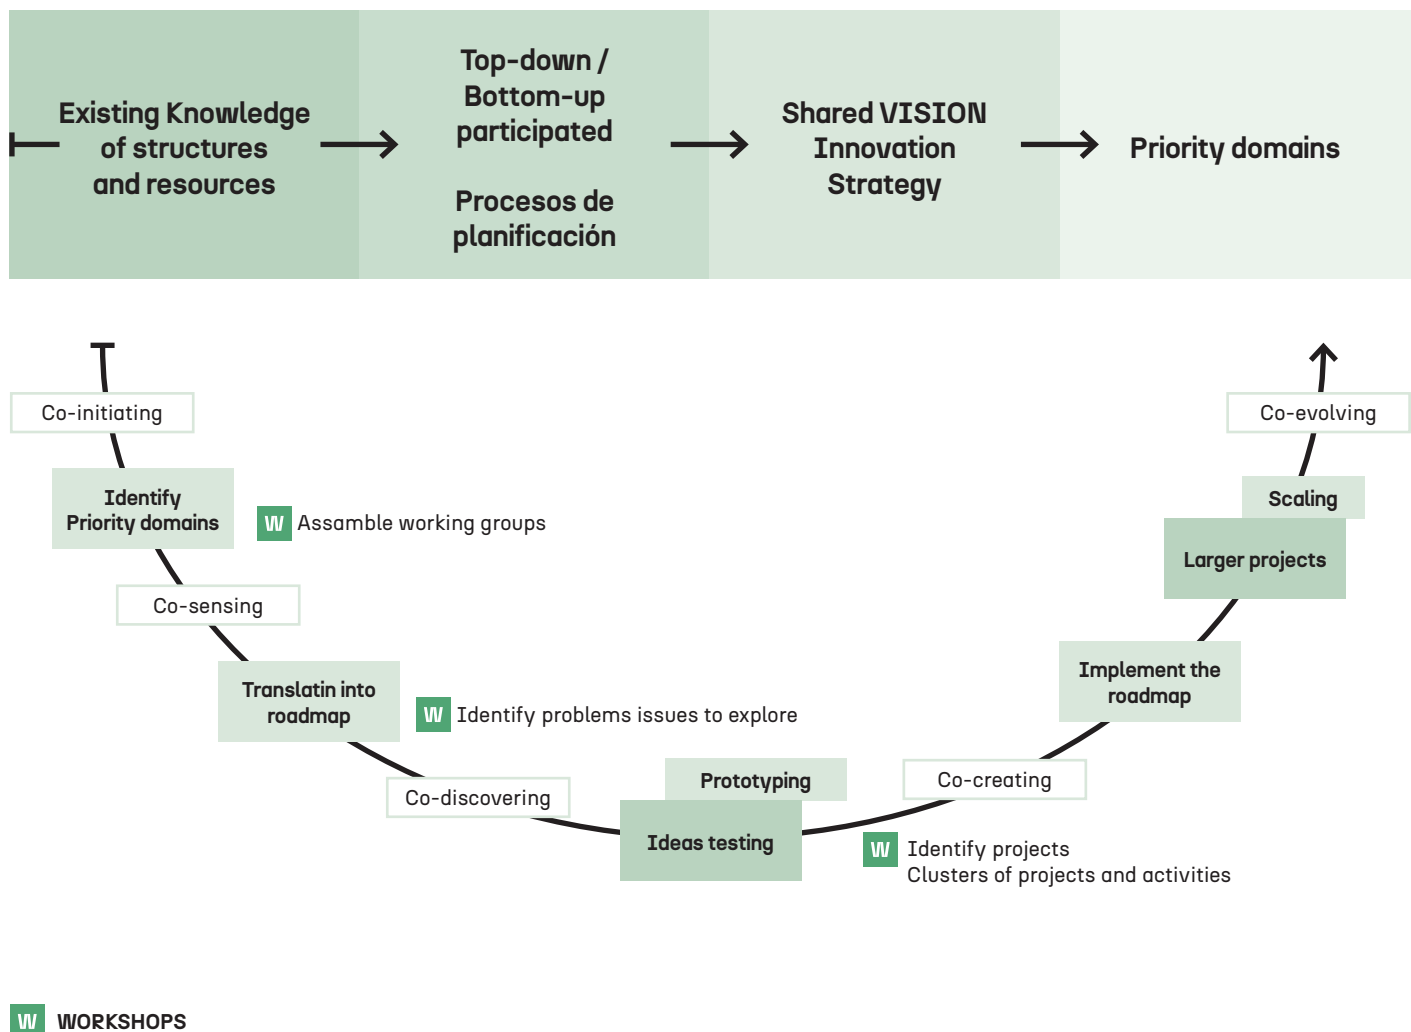 Existing Knowledge
of structures
and resources
Top-down /
Bottom-up
participated
Procesos de
planificación
Shared VISION
Innovation
Strategy
Priority domains
Co-initiating
Identify
Priority domains
W Assamble working groups
Co-sensing
Translatin into
roadmap
W Identify problems issues to explore
Co-discovering
Prototyping
Ideas testing
W Identify projects
Clusters of projects and activities
Co-creating
Implement the
roadmap
Larger projects
Scaling
Co-evolving
W WORKSHOPS